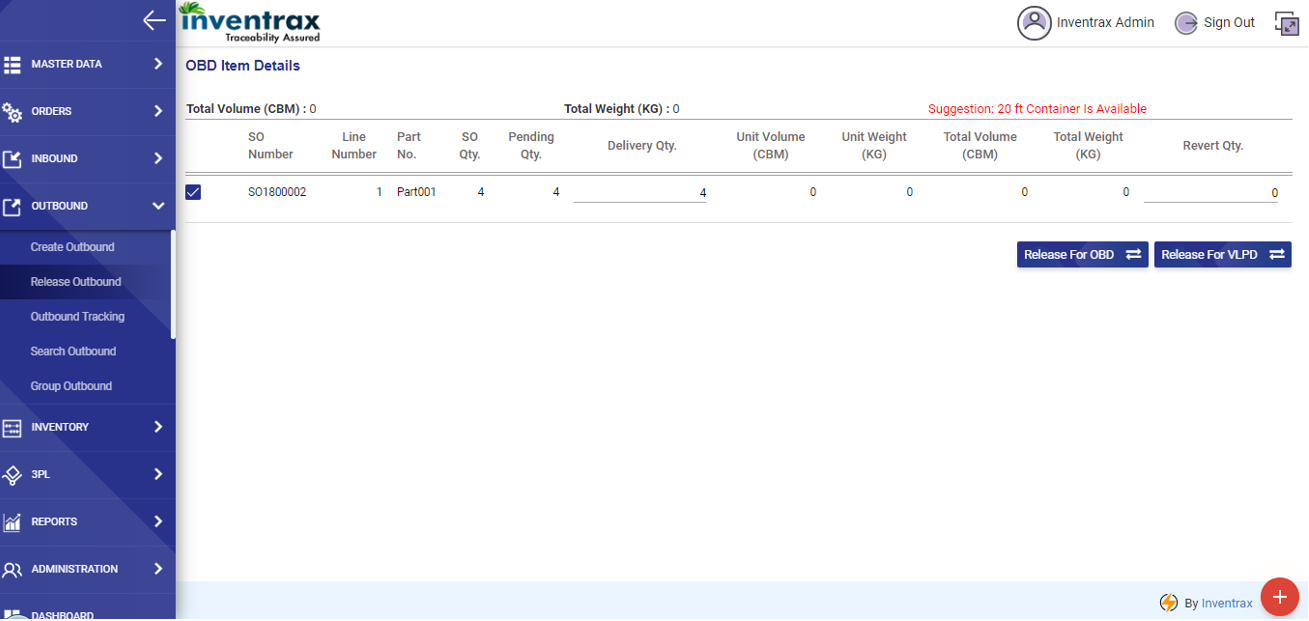 inventrax
Traceability Assured
Inventrax Admin
Sign Out
MASTER DATA
ORDERS
INBOUND
OUTBOUND
Create Outbound
Release Outbound
Outbound Tracking
Search Outbound
Group Outbound
INVENTORY
3PL
REPORTS
ADMINISTRATION
DASHBOARD
OBD Item Details
Total Volume (CBM) : 0 Total Weight (KG) : 0 Suggestion: 20 ft Container Is Available
SO Number Line Number Part No. SO Qty. Pending Qty. Delivery Qty. Unit Volume (CBM) Unit Weight (KG) Total Volume (CBM) Total Weight (KG) Revert Qty.
SO1800002 1 Part001 4 4 4 0 0 0 0 0
Release For OBD Release For VLPD
By Inventrax